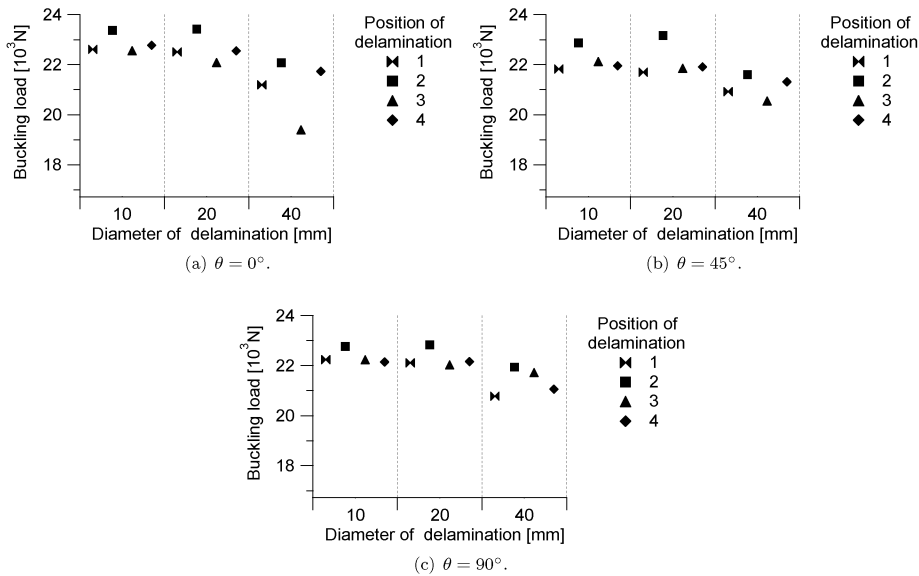 Buckling load [10³N]
24
22
20
18
10 20 40
Diameter of delamination [mm]
Position of
delamination
1
2
3
4
(a) θ = 0°.
Buckling load [10³N]
24
22
20
18
10 20 40
Diameter of delamination [mm]
Position of
delamination
1
2
3
4
(b) θ = 45°.
Buckling load [10³N]
24
22
20
18
10 20 40
Diameter of delamination [mm]
Position of
delamination
1
2
3
4
(c) θ = 90°.